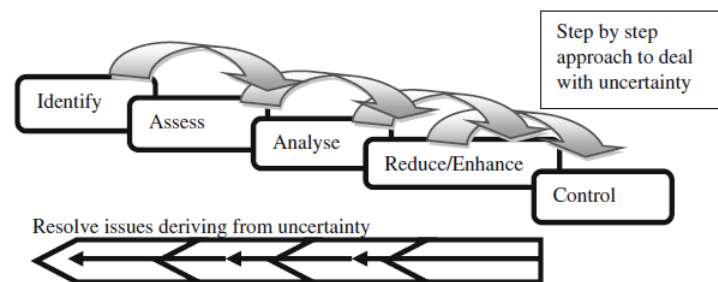 Step by step
approach to deal
with uncertainty
Identify
Assess
Analyse
Reduce/Enhance
Control
Resolve issues deriving from uncertainty